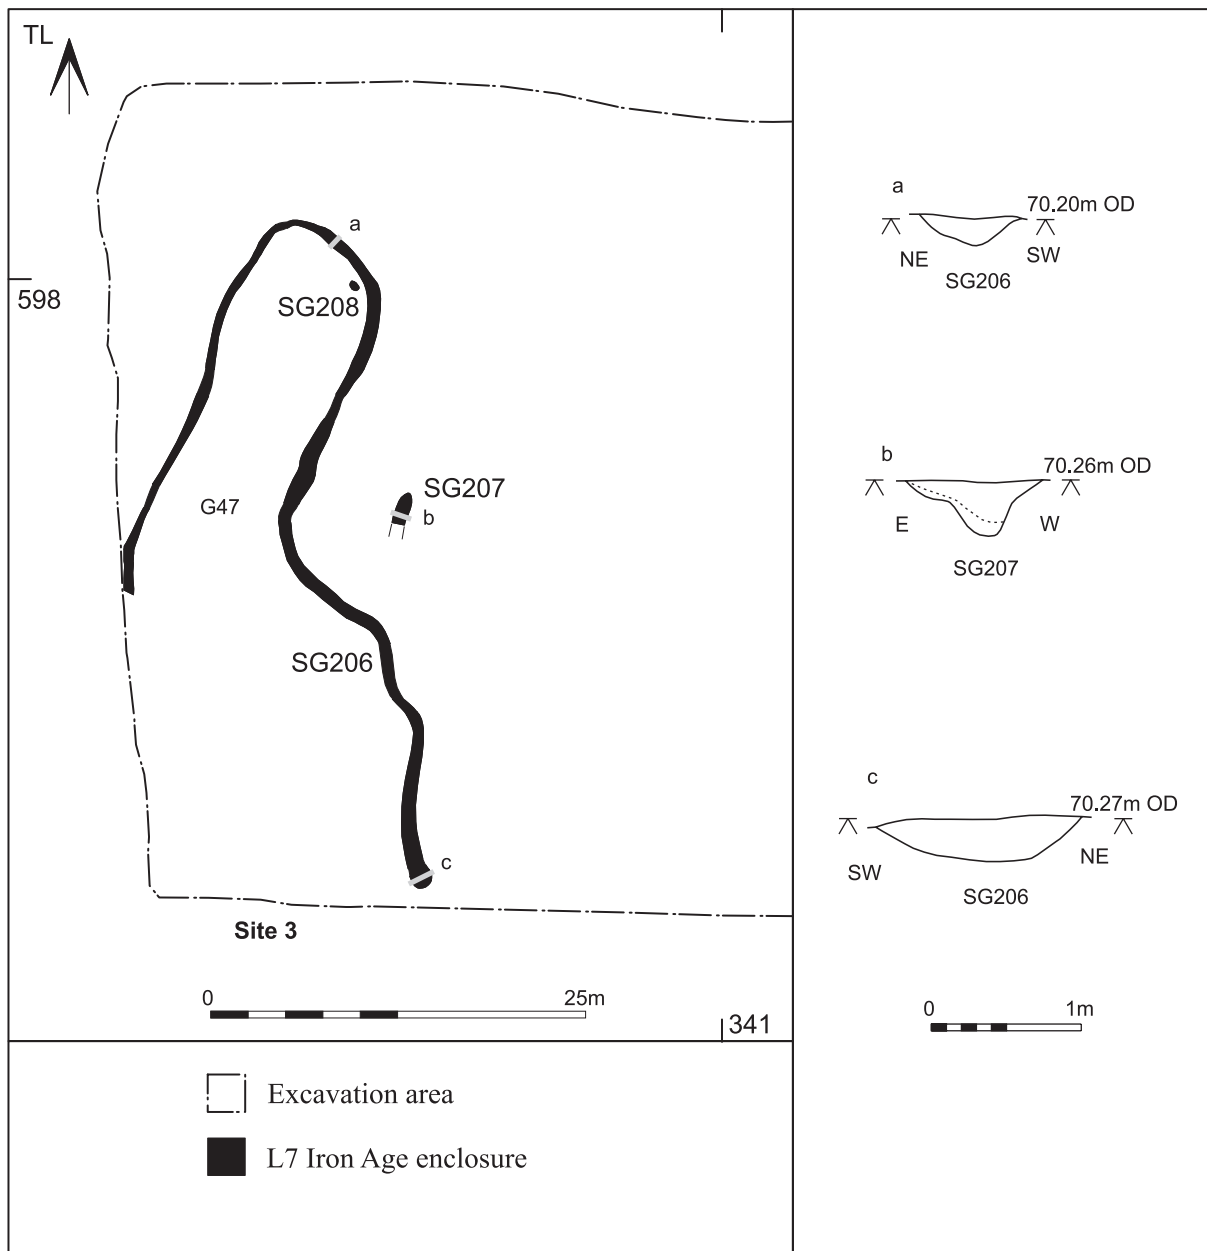 TL
598
a
SG208
G47
SG207
b
SG206
c
Site 3
0 25m
341
Excavation area
L7 Iron Age enclosure
a
70.20m OD
NE SW
SG206
b
70.26m OD
E W
SG207
c
70.27m OD
SW NE
SG206
0 1m